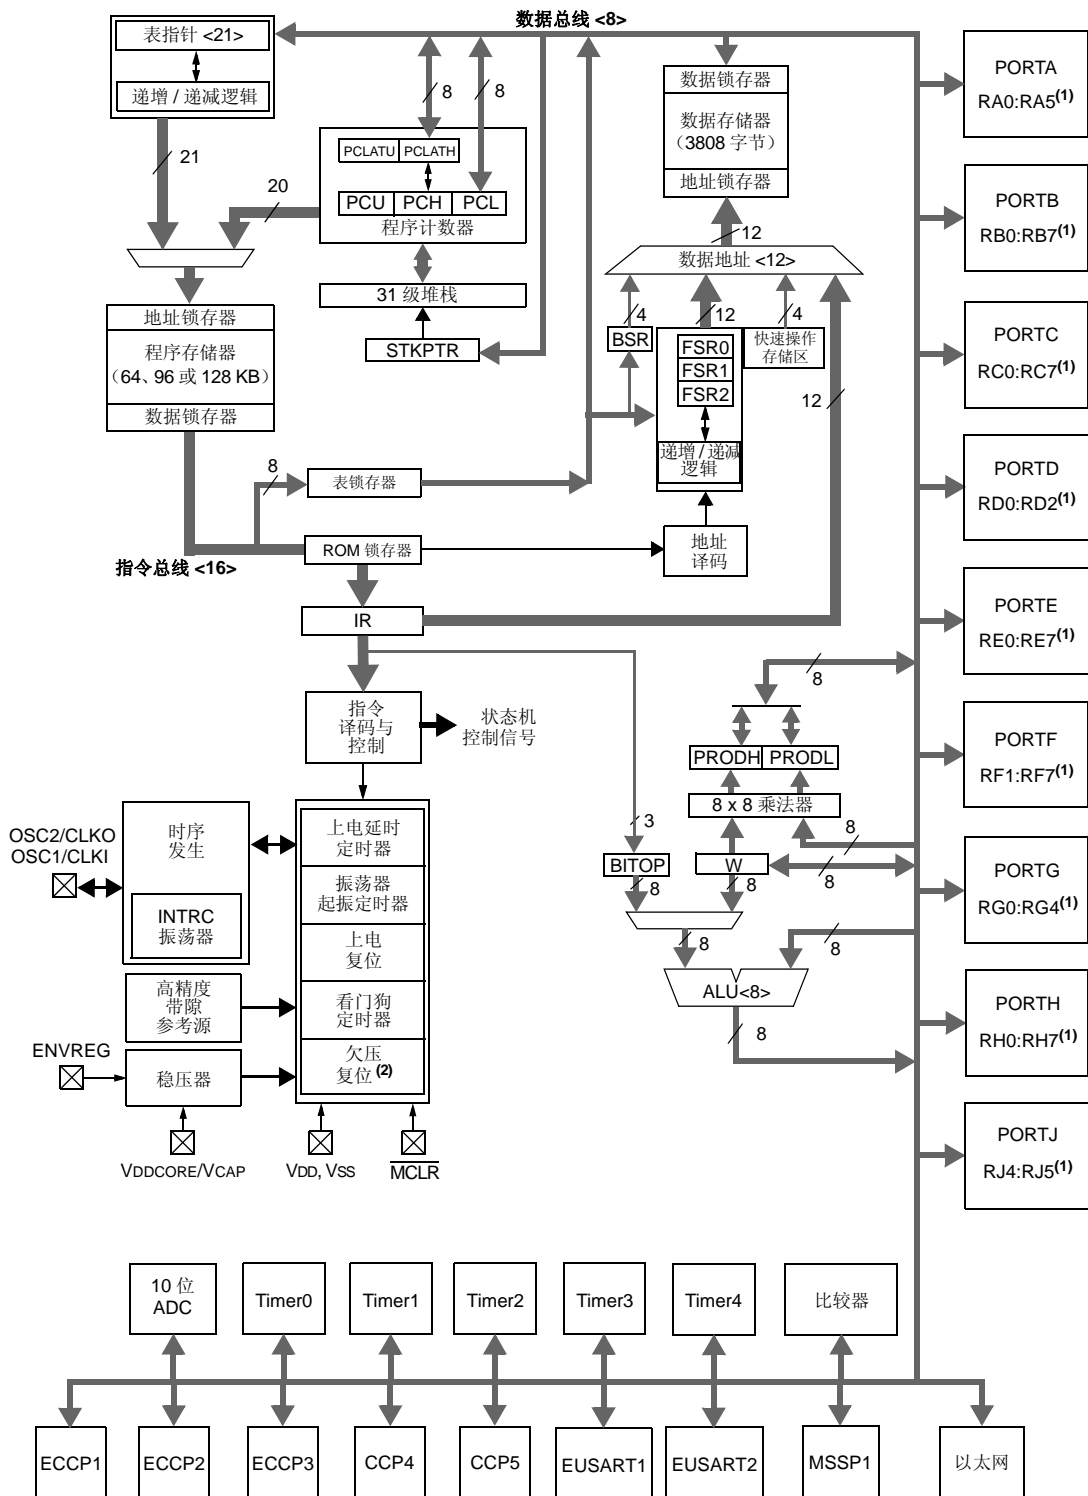 数据总线 <8>
表指针 <21>
递增 / 递减逻辑
21
20
8
8
PCLATU PCLATH
PCU PCH PCL
程序计数器
31 级堆栈
STKPTR
数据锁存器
数据存储器
（3808 字节）
地址锁存器
12
数据地址 <12>
4
12
4
BSR
FSR0
FSR1
FSR2
快速操作
存储区
12
递增 / 递减
逻辑
地址锁存器
程序存储器
（64、96 或 128 KB）
数据锁存器
8
表锁存器
ROM 锁存器
地址
译码
指令总线 <16>
IR
指令
译码与
控制
状态机
控制信号
8
PRODH PRODL
8 x 8 乘法器
3
8
BITOP
W
8
8
8
8
8
ALU<8>
8
OSC2/CLKO
OSC1/CLKI
时序
发生
INTRC
振荡器
上电延时
定时器
振荡器
起振定时器
上电
复位
看门狗
定时器
欠压
复位(2)
高精度
带隙
参考源
ENVREG
稳压器
VDDCORE/VCAP
VDD, VSS
MCLR
PORTA
RA0:RA5(1)
PORTB
RB0:RB7(1)
PORTC
RC0:RC7(1)
PORTD
RD0:RD2(1)
PORTE
RE0:RE7(1)
PORTF
RF1:RF7(1)
PORTG
RG0:RG4(1)
PORTH
RH0:RH7(1)
PORTJ
RJ4:RJ5(1)
10 位
ADC
Timer0
Timer1
Timer2
Timer3
Timer4
比较器
ECCP1
ECCP2
ECCP3
CCP4
CCP5
EUSART1
EUSART2
MSSP1
以太网